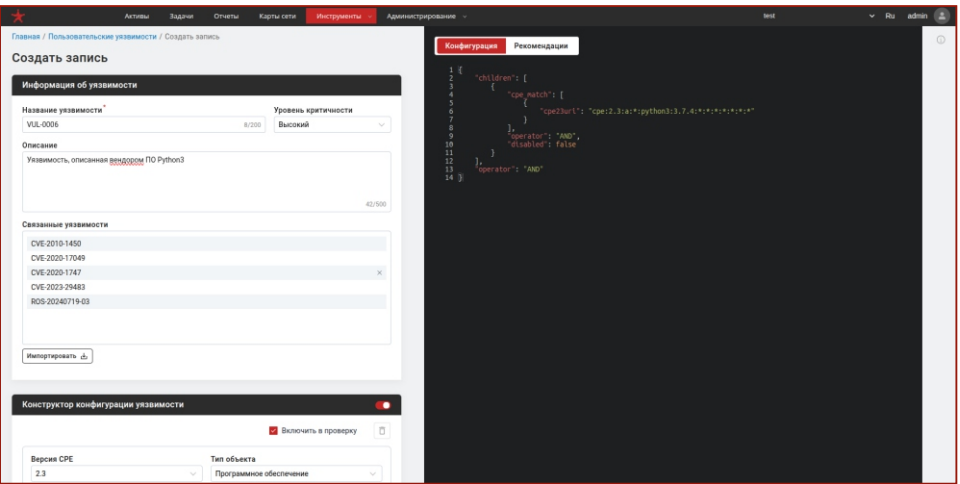 Активы Задачи Отчеты Карты сети Инструменты Администрирование test Ru admin
Главная / Пользовательские уязвимости / Создать запись
Создать запись
Информация об уязвимости
Название уязвимости* Уровень критичности
VUL-0006 8/200 Высокий
Описание
Уязвимость, описанная вендором ПО Python3
42/500
Связанные уязвимости
CVE-2010-1450
CVE-2020-17049
CVE-2020-1747
CVE-2023-29483
ROS-20240719-03
Импортировать
Конструктор конфигурации уязвимости
Включить в проверку
Версия CPE Тип объекта
2.3 Программное обеспечение
Конфигурация Рекомендации
1 {
2 "children": [
3 {
4 "cpe_match": [
5 {
6 "cpe23uri": "cpe:2.3:a:*:python3:3.7.4:*:*:*:*:*:*:*"
7 }
8 ],
9 "operator": "AND",
10 "disabled": false
11 }
12 ],
13 "operator": "AND"
14 }